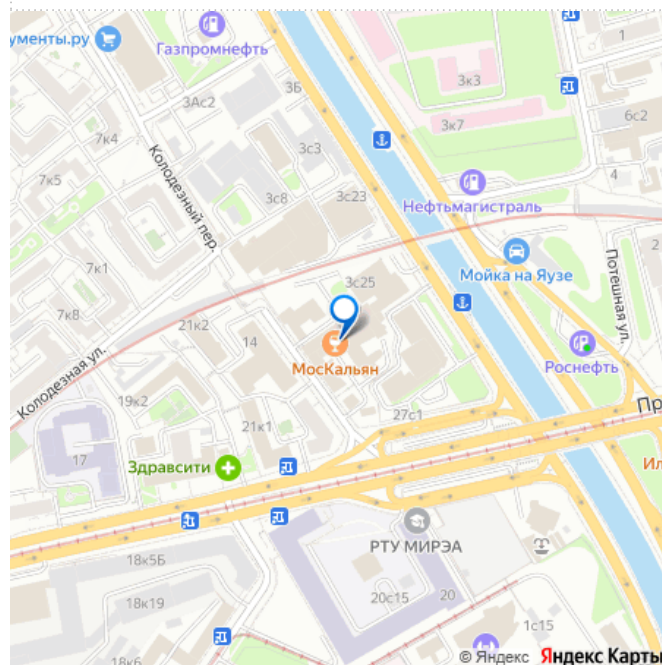 ументы.ру
Газпромнефть
1
3к3
3Б
3Ас2
6с2
7к4
3с3
3к7
Колодезный пер.
7к5
4
3с8
3с23
Нефтьмагистраль
2
7к1
3с25
Мойка на Яузе
Потешная ул.
7к8
21к2
14
МосКальян
Роснефть
Колодезная ул.
19к2
27с1
Пр
21к1
17
Здравсити
Ил
18к5Б
РТУ МИРЭА
18к19
20с15
20
1с15
18к6
© Яндекс Яндекс Карты